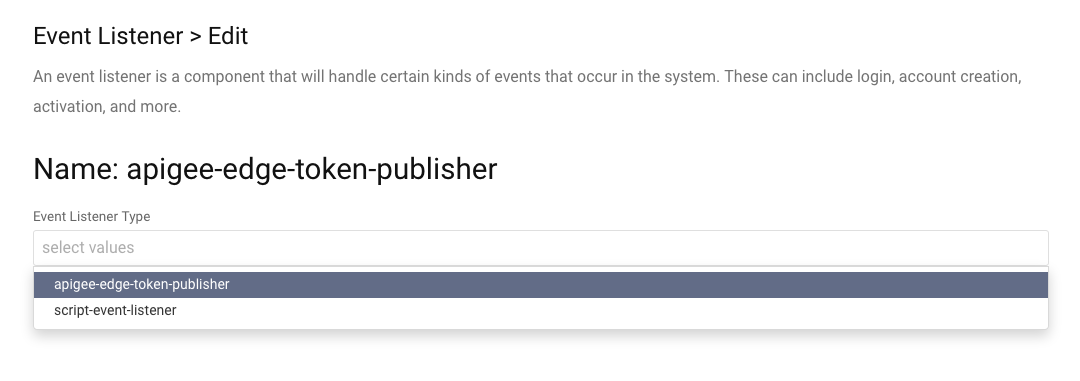 Event Listener > Edit
An event listener is a component that will handle certain kinds of events that occur in the system. These can include login, account creation,
activation, and more.
Name: apigee-edge-token-publisher
Event Listener Type
select values
apigee-edge-token-publisher
script-event-listener